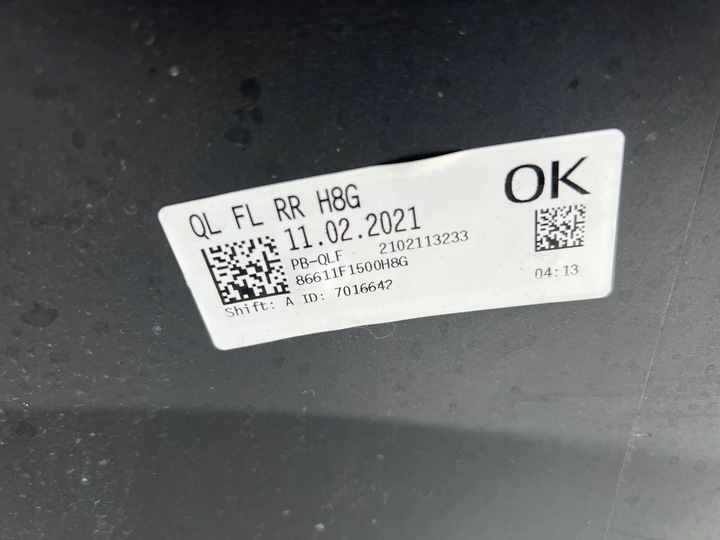 QL FL RR H8G
OK
11.02.2021
PB-QLF 2102113233
86611F1500H8G
04:13
Shift: A ID: 7016642